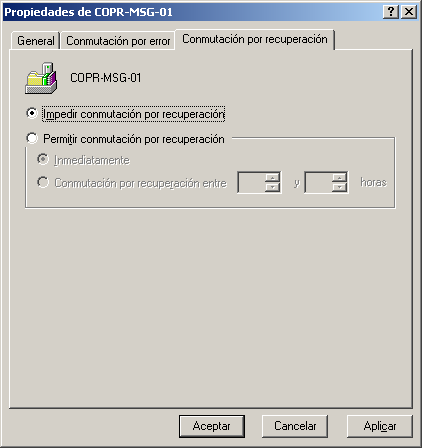 Propiedades de COPR-MSG-01
General Conmutación por error Conmutación por recuperación
COPR-MSG-01
Impedir conmutación por recuperación
Permitir conmutación por recuperación
Inmediatamente
Conmutación por recuperación entre y horas
Aceptar Cancelar Aplicar